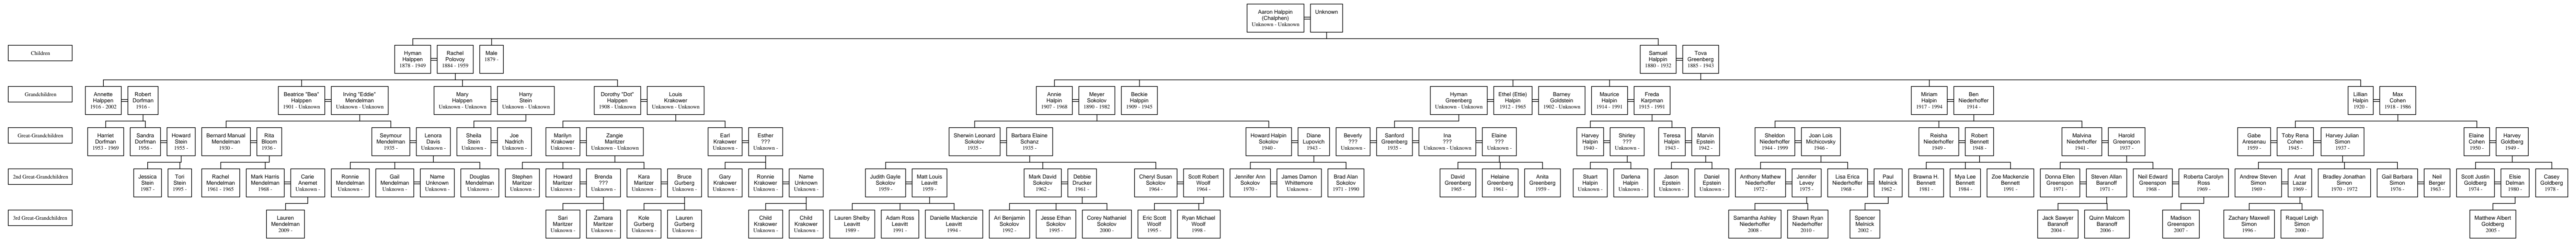 Aaron Halppin
(Chalphen)
Unknown - Unknown
Unknown
Children
Hyman
Halppen
1878 - 1949
Rachel
Polovoy
1884 - 1959
Male
1879 -
Samuel
Halppin
1880 - 1932
Tova
Greenberg
1885 - 1943
Grandchildren
Annette
Halppen
1916 - 2002
Robert
Dorfman
1916 -
Beatrice "Bea"
Halppen
1901 - Unknown
Irving "Eddie"
Mendelman
Unknown - Unknown
Mary
Halppen
Unknown - Unknown
Harry
Stein
Unknown - Unknown
Dorothy "Dot"
Halppen
1908 - Unknown
Louis
Krakower
Unknown - Unknown
Annie
Halpin
1907 - 1968
Meyer
Sokolov
1890 - 1982
Beckie
Halppin
1909 - 1945
Hyman
Greenberg
Unknown - Unknown
Ethel (Ettie)
Halpin
1912 - 1965
Barney
Goldstein
1902 - Unknown
Maurice
Halpin
1914 - 1991
Freda
Karpman
1915 - 1991
Miriam
Halpin
1917 - 1994
Ben
Niederhoffer
1914 -
Lillian
Halpin
1920 -
Max
Cohen
1918 - 1986
Great-Grandchildren
Harriet
Dorfman
1953 - 1969
Sandra
Dorfman
1956 -
Howard
Stein
1955 -
Bernard Manual
Mendelman
1930 -
Rita
Bloom
1936 -
Seymour
Mendelman
1935 -
Lenora
Davis
Unknown -
Sheila
Stein
Unknown -
Joe
Nadrich
Unknown -
Marilyn
Krakower
Unknown -
Zangie
Maritzer
Unknown - Unknown
Earl
Krakower
Unknown -
Esther
???
Unknown -
Sherwin Leonard
Sokolov
1935 -
Barbara Elaine
Schanz
1935 -
Howard Halpin
Sokolov
1940 -
Diane
Lupovich
1943 -
Beverly
???
Unknown -
Sanford
Greenberg
1935 -
Ina
???
Unknown - Unknown
Elaine
???
Unknown -
Harvey
Halpin
1940 -
Shirley
???
Unknown -
Teresa
Halpin
1943 -
Marvin
Epstein
1942 -
Sheldon
Niederhoffer
1944 - 1999
Joan Lois
Michicovsky
1946 -
Reisha
Niederhoffer
1949 -
Robert
Bennett
1948 -
Malvina
Niederhoffer
1941 -
Harold
Greenspon
1937 -
Gabe
Aresenau
1959 -
Toby Rena
Cohen
1945 -
Harvey Julian
Simon
1937 -
Elaine
Cohen
1950 -
Harvey
Goldberg
1949 -
2nd Great-Grandchildren
Jessica
Stein
1987 -
Tori
Stein
1995 -
Rachel
Mendelman
1961 - 1965
Mark Harris
Mendelman
1968 -
Carie
Anemet
Unknown -
Ronnie
Mendelman
Unknown -
Gail
Mendelman
Unknown -
Name
Unknown
Unknown -
Douglas
Mendelman
Unknown -
Stephen
Maritzer
Unknown -
Howard
Maritzer
Unknown -
Brenda
???
Unknown -
Kara
Maritzer
Unknown -
Bruce
Gurberg
Unknown -
Gary
Krakower
Unknown -
Ronnie
Krakower
Unknown -
Name
Unknown
Unknown -
Judith Gayle
Sokolov
1959 -
Matt Louis
Leavitt
1959 -
Mark David
Sokolov
1962 -
Debbie
Drucker
1961 -
Cheryl Susan
Sokolov
1964 -
Scott Robert
Woolf
1964 -
Jennifer Ann
Sokolov
1970 -
James Damon
Whittemore
Unknown -
Brad Alan
Sokolov
1971 - 1990
David
Greenberg
1965 -
Helaine
Greenberg
1961 -
Anita
Greenberg
1959 -
Stuart
Halpin
Unknown -
Darlena
Halpin
Unknown -
Jason
Epstein
Unknown -
Daniel
Epstein
Unknown -
Anthony Mathew
Niederhoffer
1972 -
Jennifer
Levey
1975 -
Lisa Erica
Niederhoffer
1968 -
Paul
Melnick
1962 -
Brawna H.
Bennett
1981 -
Mya Lee
Bennett
1984 -
Zoe Mackenzie
Bennett
1991 -
Donna Ellen
Greenspon
1971 -
Steven Allan
Baranoff
1971 -
Neil Edward
Greenspon
1968 -
Roberta Carolyn
Ross
1969 -
Andrew Steven
Simon
1969 -
Anat
Lazar
1969 -
Bradley Jonathan
Simon
1970 - 1972
Gail Barbara
Simon
1976 -
Neil
Berger
1963 -
Scott Justin
Goldberg
1974 -
Elsie
Delman
1980 -
Casey
Goldberg
1978 -
3rd Great-Grandchildren
Lauren
Mendelman
2009 -
Sari
Maritzer
Unknown -
Zamara
Maritzer
Unknown -
Kole
Gurberg
Unknown -
Lauren
Gurberg
Unknown -
Child
Krakower
Unknown -
Child
Krakower
Unknown -
Lauren Shelby
Leavitt
1989 -
Adam Ross
Leavitt
1991 -
Danielle Mackenzie
Leavitt
1994 -
Ari Benjamin
Sokolov
1992 -
Jesse Ethan
Sokolov
1995 -
Corey Nathaniel
Sokolov
2000 -
Eric Scott
Woolf
1995 -
Ryan Michael
Woolf
1998 -
Samantha Ashley
Niederhoffer
2008 -
Shawn Ryan
Niederhoffer
2010 -
Spencer
Melnick
2002 -
Jack Sawyer
Baranoff
2004 -
Quinn Malcom
Baranoff
2006 -
Madison
Greenspon
2007 -
Zachary Maxwell
Simon
1996 -
Raquel Leigh
Simon
2000 -
Matthew Albert
Goldberg
2005 -